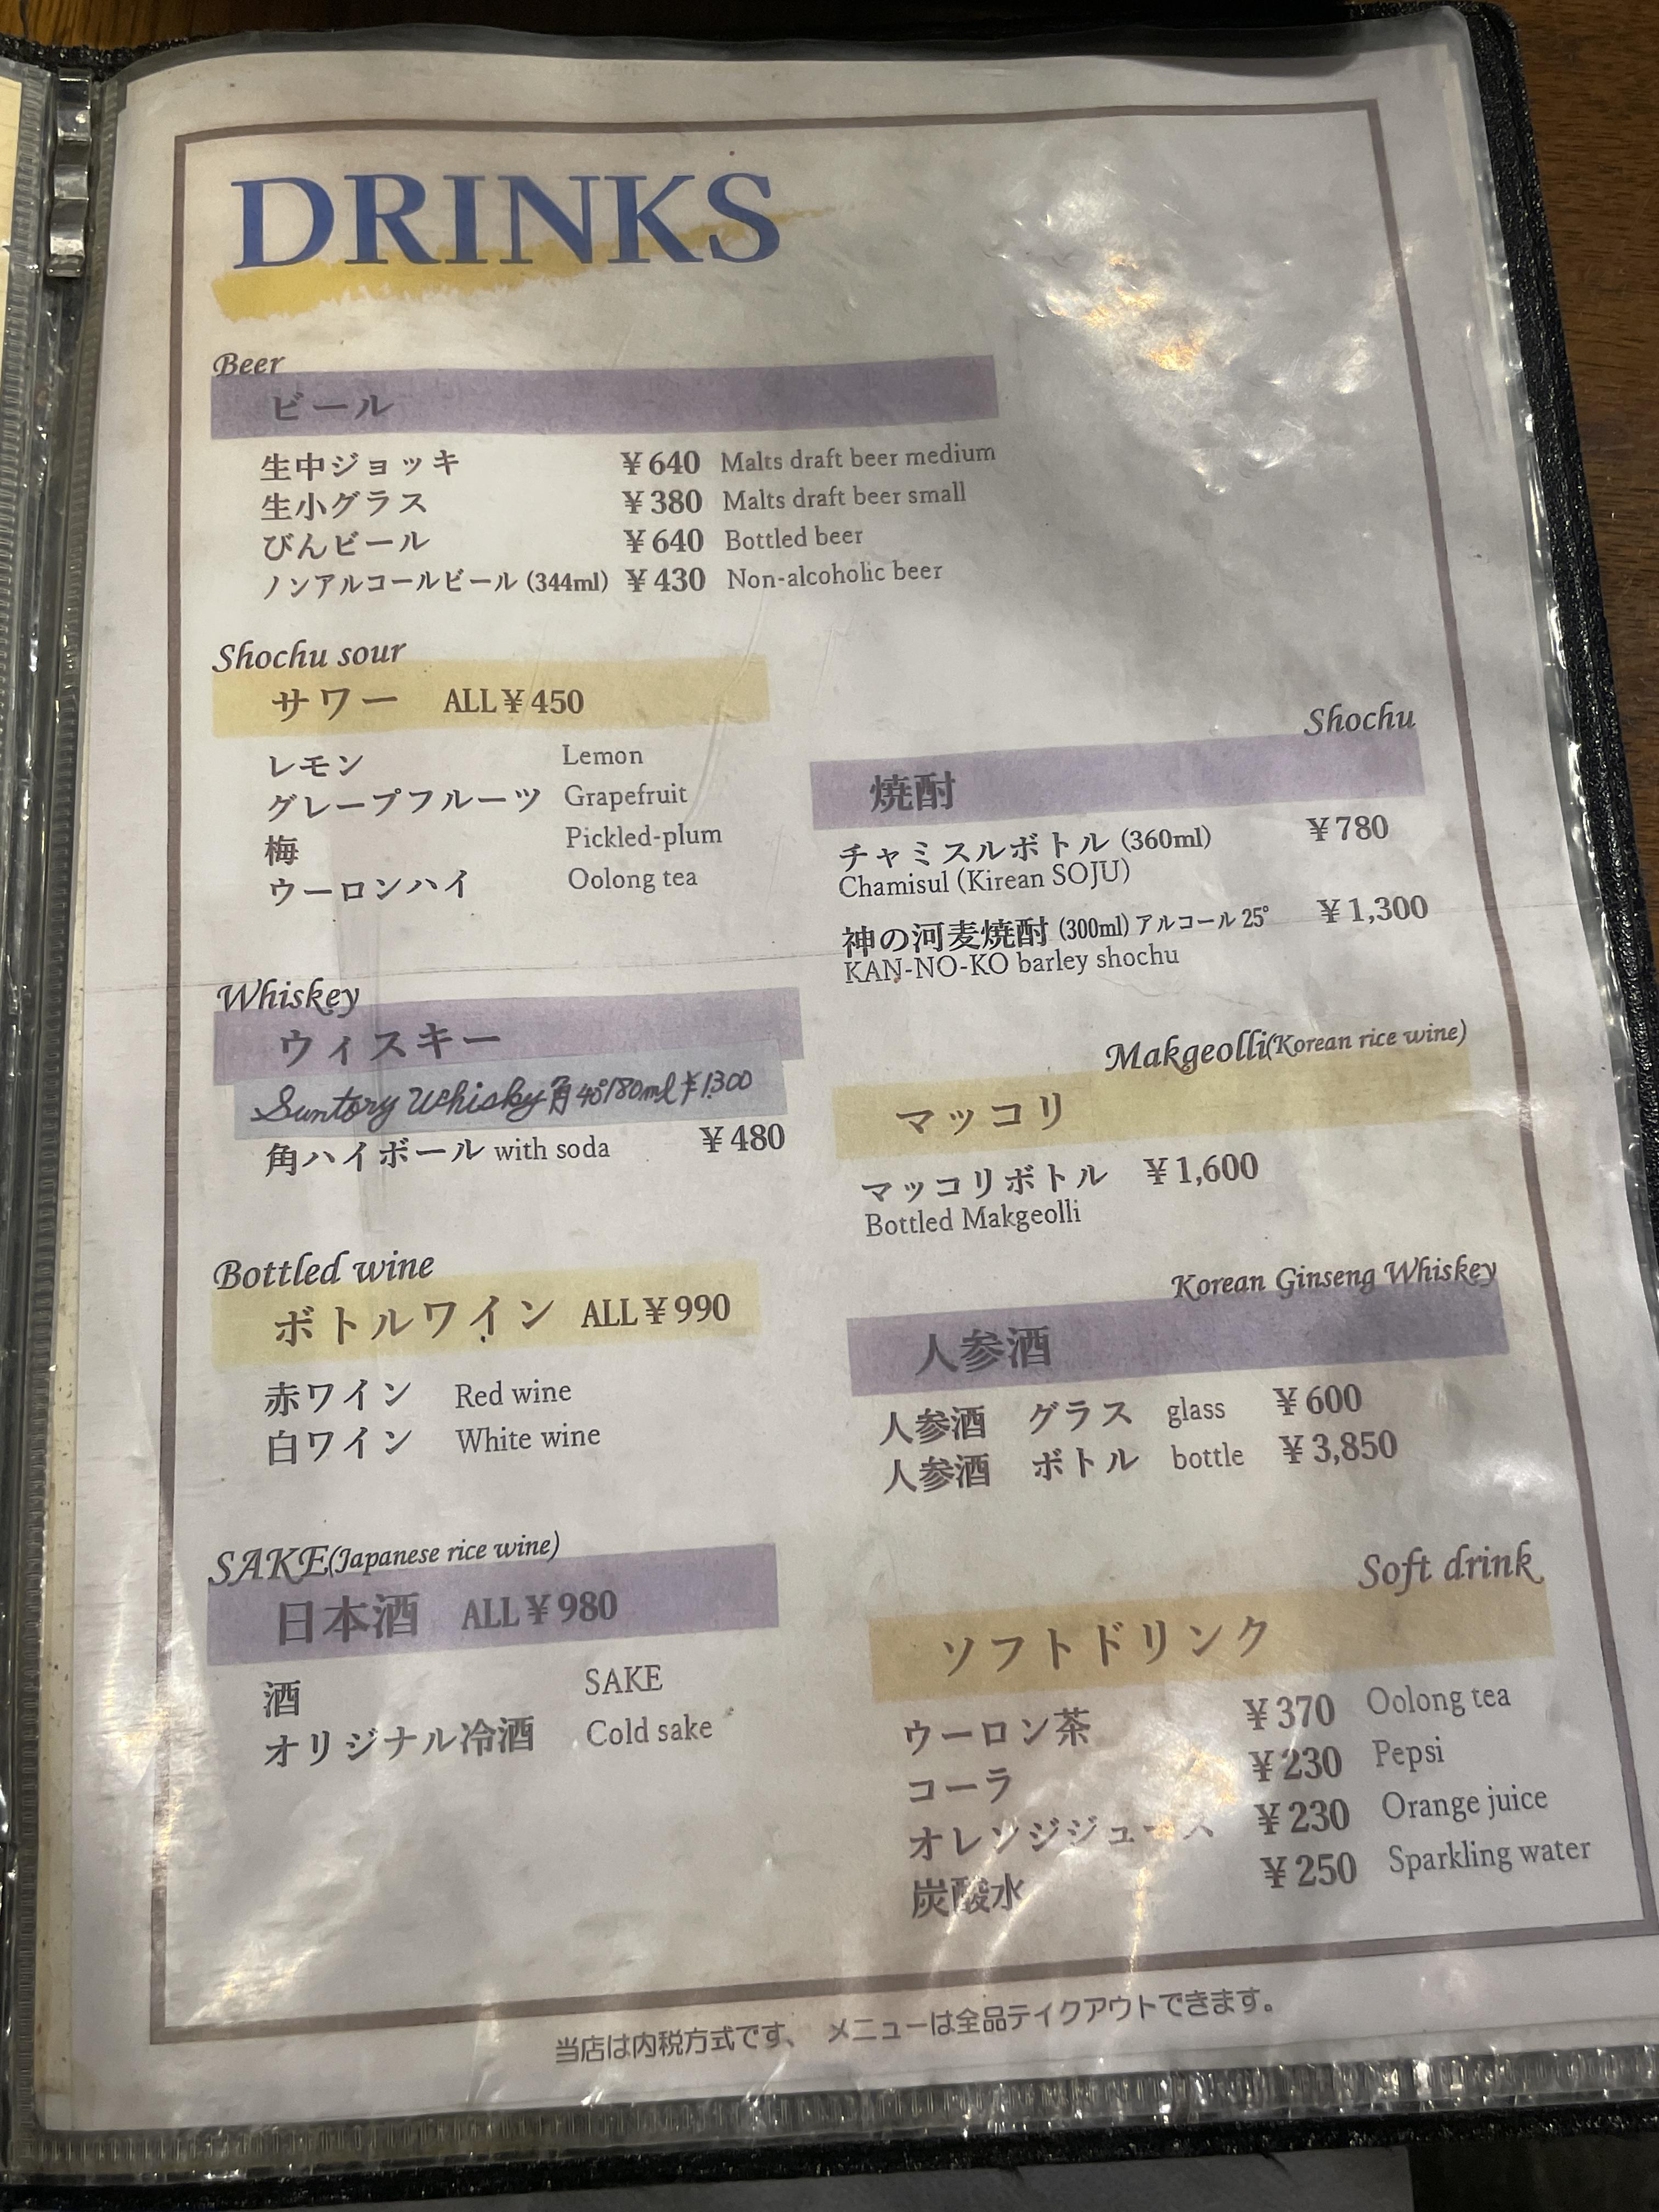 DRINKS
Beer
ビール
生中ジョッキ ¥640 Malts draft beer medium
生小グラス ¥380 Malts draft beer small
びんビール ¥640 Bottled beer
ノンアルコールビール (344ml) ¥430 Non-alcoholic beer
Shochu sour
サワー ALL¥450
レモン Lemon
グレープフルーツ Grapefruit
梅 Pickled-plum
ウーロンハイ Oolong tea
Whiskey
ウィスキー
Suntory Whisky 角 40°180ml ¥1300
角ハイボール with soda ¥480
Bottled wine
ボトルワイン ALL¥990
赤ワイン Red wine
白ワイン White wine
SAKE(Japanese rice wine)
日本酒 ALL¥980
酒 SAKE
オリジナル冷酒 Cold sake
Shochu
焼酎
チャミスルボトル (360ml) ¥780
Chamisul (Kirean SOJU)
神の河麦焼酎 (300ml) アルコール 25° ¥1,300
KAN-NO-KO barley shochu
Makgeolli(Korean rice wine)
マッコリ
マッコリボトル ¥1,600
Bottled Makgeolli
Korean Ginseng Whiskey
人参酒
人参酒 グラス glass ¥600
人参酒 ボトル bottle ¥3,850
Soft drink
ソフトドリンク
ウーロン茶 ¥370 Oolong tea
コーラ ¥230 Pepsi
オレンジジュース ¥230 Orange juice
炭酸水 ¥250 Sparkling water
当店は内税方式です、 メニューは全品テイクアウトできます。